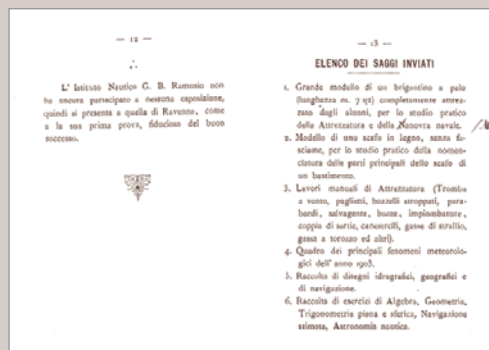 — 12 —
L' Istituto Nautico G. B. Ramusio non
ha ancora partecipato a nessuna esposizione,
quindi si presenta a quella di Ravenna, come
a la sua prima prova, fiducioso del buon
successo.
— 13 —
ELENCO DEI SAGGI INVIATI
1. Grande modello di un brigantino a palo
(lunghezza m. 7 92) completamente attrez-
zato dagli alunni, per lo studio pratico
dello Attrezzatura e della Manovra navale.
2. Modello di uno scafo in legno, senza fa-
sciame, per lo studio pratico della nomen-
clatura delle parti principali dello scafo di
un bastimento.
3. Lavori manuali di Attrezzatura (Tromba
a vento, paglietti, bozzelli stroppati, para-
bordi, salvagente, buzze, impiombature,
coppia di sartie, canestrelli, gasse di strallio,
gassa a torozzo ed altri).
4. Quadro dei principali fenomeni meteorolo-
gici dell' anno 1903.
5. Raccolta di disegni idrografici, geografici e
di navigazione.
6. Raccolta di esercizi di Algebra, Geometria,
Trigonometria piana e sferica, Navigazione
stimata, Astronomia nautica.